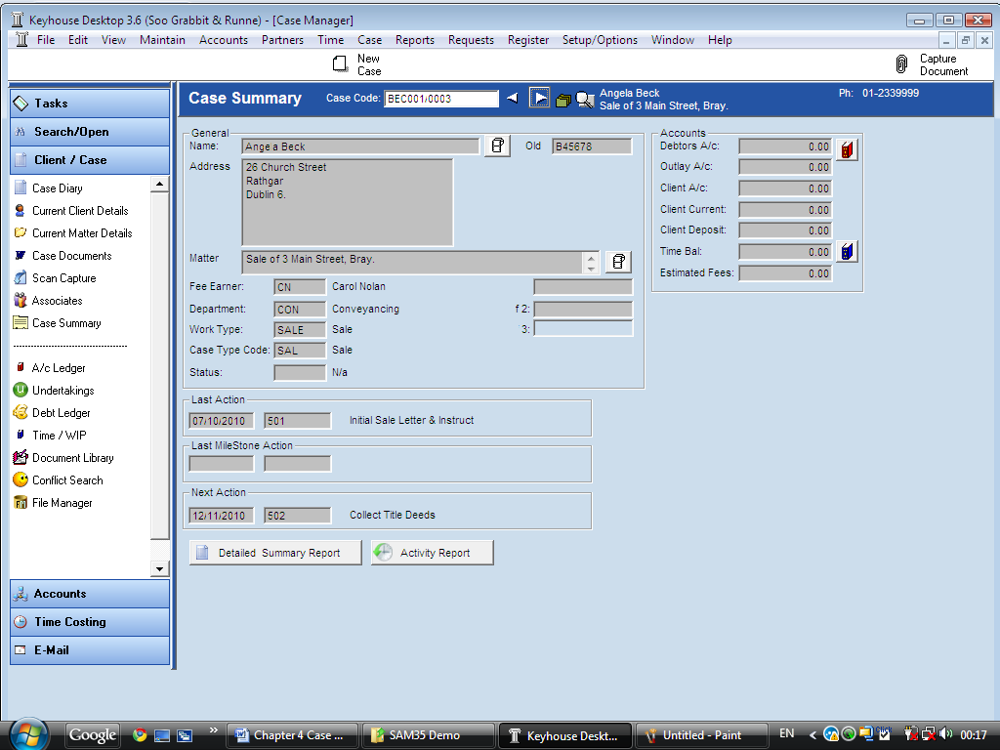 Keyhouse Desktop 3.6 (Soo Grabbit & Runne) - [Case Manager]
File Edit View Maintain Accounts Partners Time Case Reports Requests Register Setup/Options Window Help
New Case
Capture Document
Tasks
Search/Open
Client / Case
Case Diary
Current Client Details
Current Matter Details
Case Documents
Scan Capture
Associates
Case Summary
A/c Ledger
Undertakings
Debt Ledger
Time / WIP
Document Library
Conflict Search
File Manager
Accounts
Time Costing
E-Mail
Case Summary
Case Code: BEC001/0003
Angela Beck
Sale of 3 Main Street, Bray.
Ph: 01-2339999
General
Name: Angela Beck
Old B45678
Address 26 Church Street
Rathgar
Dublin 6.
Matter Sale of 3 Main Street, Bray.
Fee Earner: CN Carol Nolan
Department: CON Conveyancing f 2:
Work Type: SALE Sale 3:
Case Type Code: SAL Sale
Status: N/a
Accounts
Debtors A/c: 0.00
Outlay A/c: 0.00
Client A/c: 0.00
Client Current: 0.00
Client Deposit: 0.00
Time Bal: 0.00
Estimated Fees: 0.00
Last Action
07/10/2010 501 Initial Sale Letter & Instruct
Last MileStone Action
Next Action
12/11/2010 502 Collect Title Deeds
Detailed Summary Report
Activity Report
Google » Chapter 4 Case ... SAM35 Demo Keyhouse Deskt... Untitled - Paint EN < 00:17